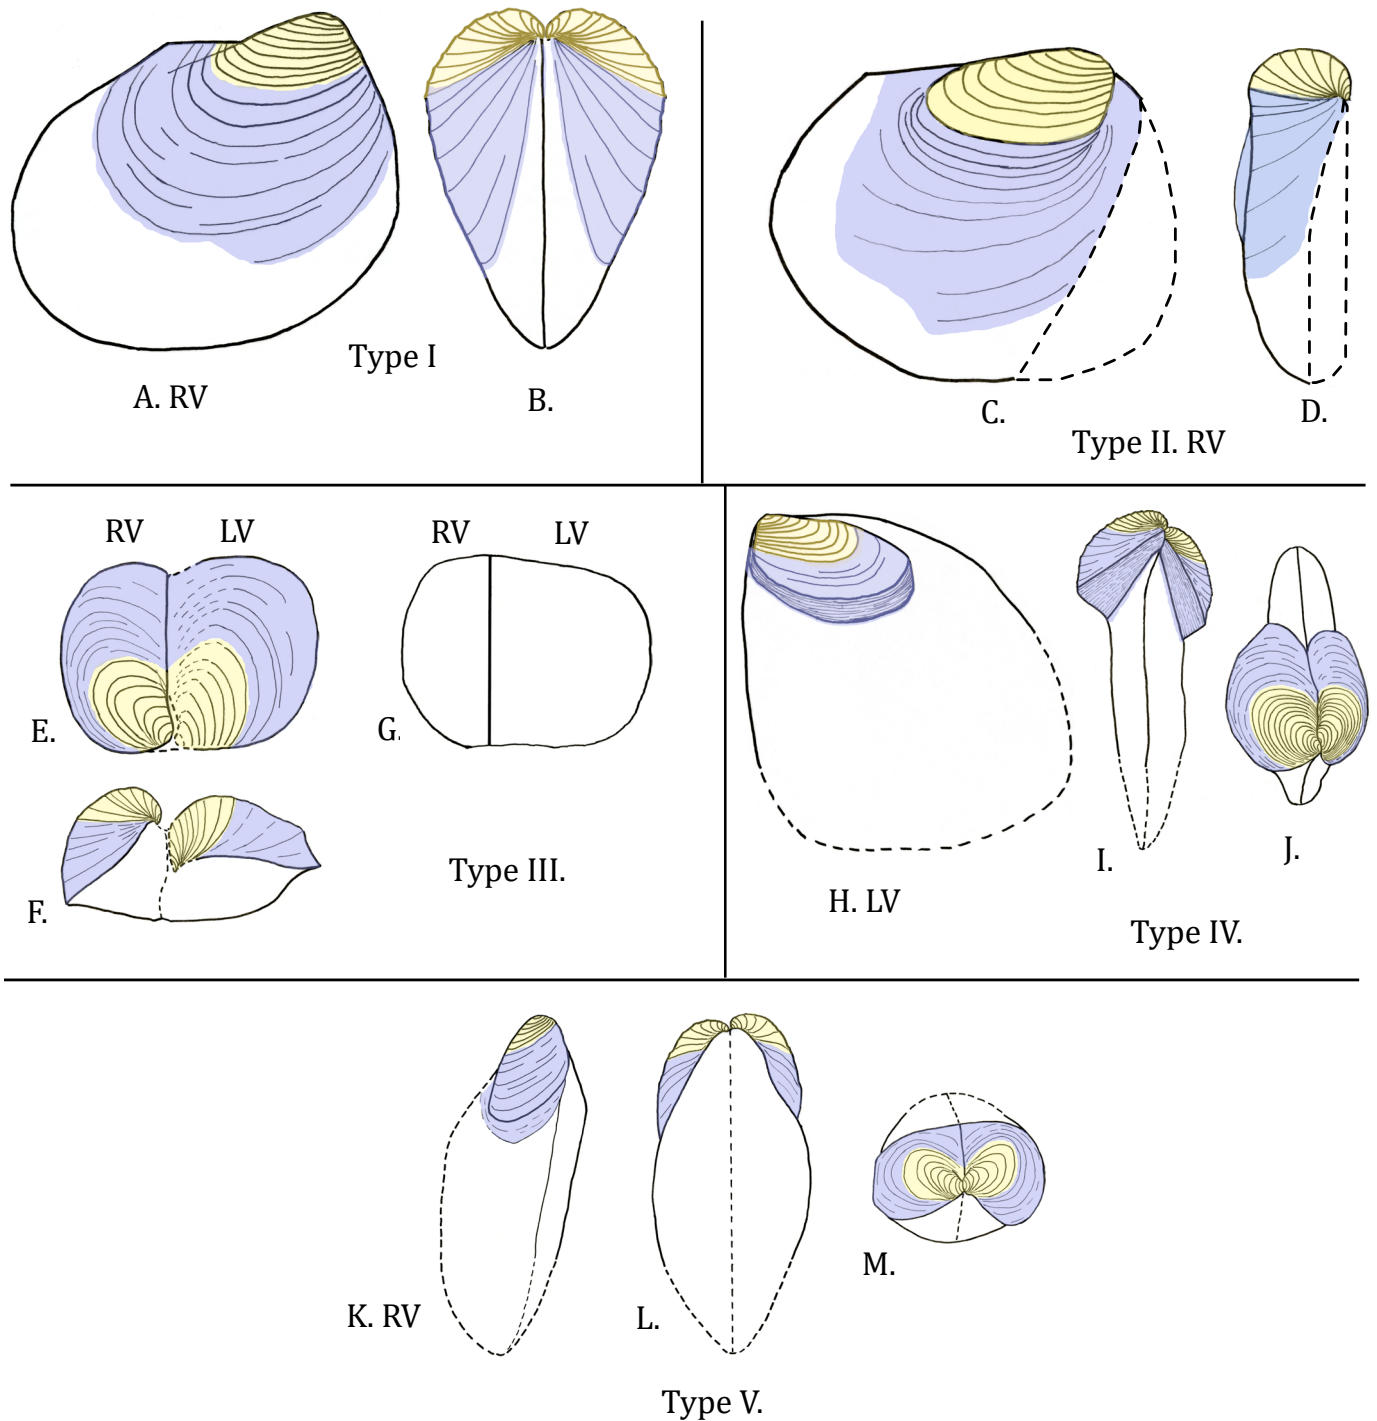 Type I
A. RV
B.
C.
D.
Type II. RV
RV
LV
RV
LV
E.
G.
F.
Type III.
H. LV
I.
J.
Type IV.
K. RV
L.
M.
Type V.